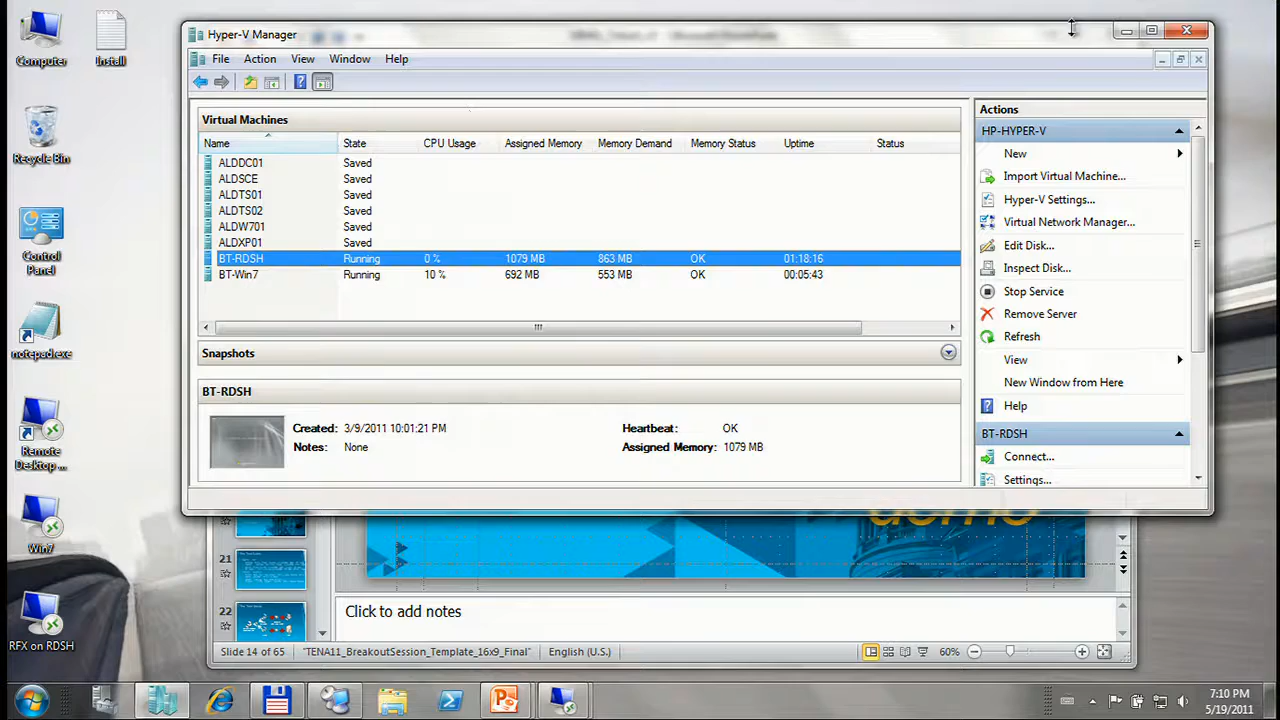 Computer
Install
Recycle Bin
Control
Panel
notepad.exe
Remote
Desktop ...
Win7
RFX on RDSH
Hyper-V Manager
File Action View Window Help
Virtual Machines
Name State CPU Usage Assigned Memory Memory Demand Memory Status Uptime Status
ALDDC01 Saved
ALDSCE Saved
ALDTS01 Saved
ALDTS02 Saved
ALDW701 Saved
ALDXP01 Saved
BT-RDSH Running 0 % 1079 MB 863 MB OK 01:18:16
BT-Win7 Running 10 % 692 MB 553 MB OK 00:05:43
Snapshots
BT-RDSH
Created: 3/9/2011 10:01:21 PM Heartbeat: OK
Notes: None Assigned Memory: 1079 MB
Actions
HP-HYPER-V
New
Import Virtual Machine...
Hyper-V Settings...
Virtual Network Manager...
Edit Disk...
Inspect Disk...
Stop Service
Remove Server
Refresh
View
New Window from Here
Help
BT-RDSH
Connect...
Settings...
demo
21
22
Click to add notes
Slide 14 of 65 "TENA11_BreakoutSession_Template_16x9_Final" English (U.S.) 60%
7:10 PM
5/19/2011